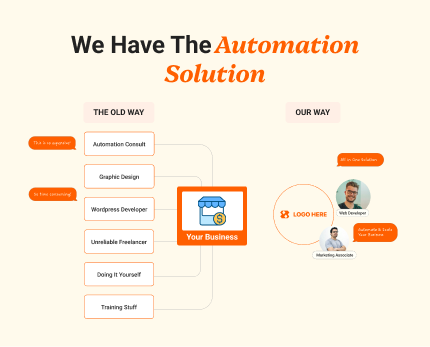 We Have The Automation
Solution
THE OLD WAY
OUR WAY
This is so expensive!
Automation Consult
Graphic Design
So Time consuming!
Wordpress Developer
Unreliable Freelancer
Doing It Yourself
Training Stuff
Your Business
All in One Solution
LOGO HERE
Web Developer
Automate & Scale
Your Business
Marketing Associate